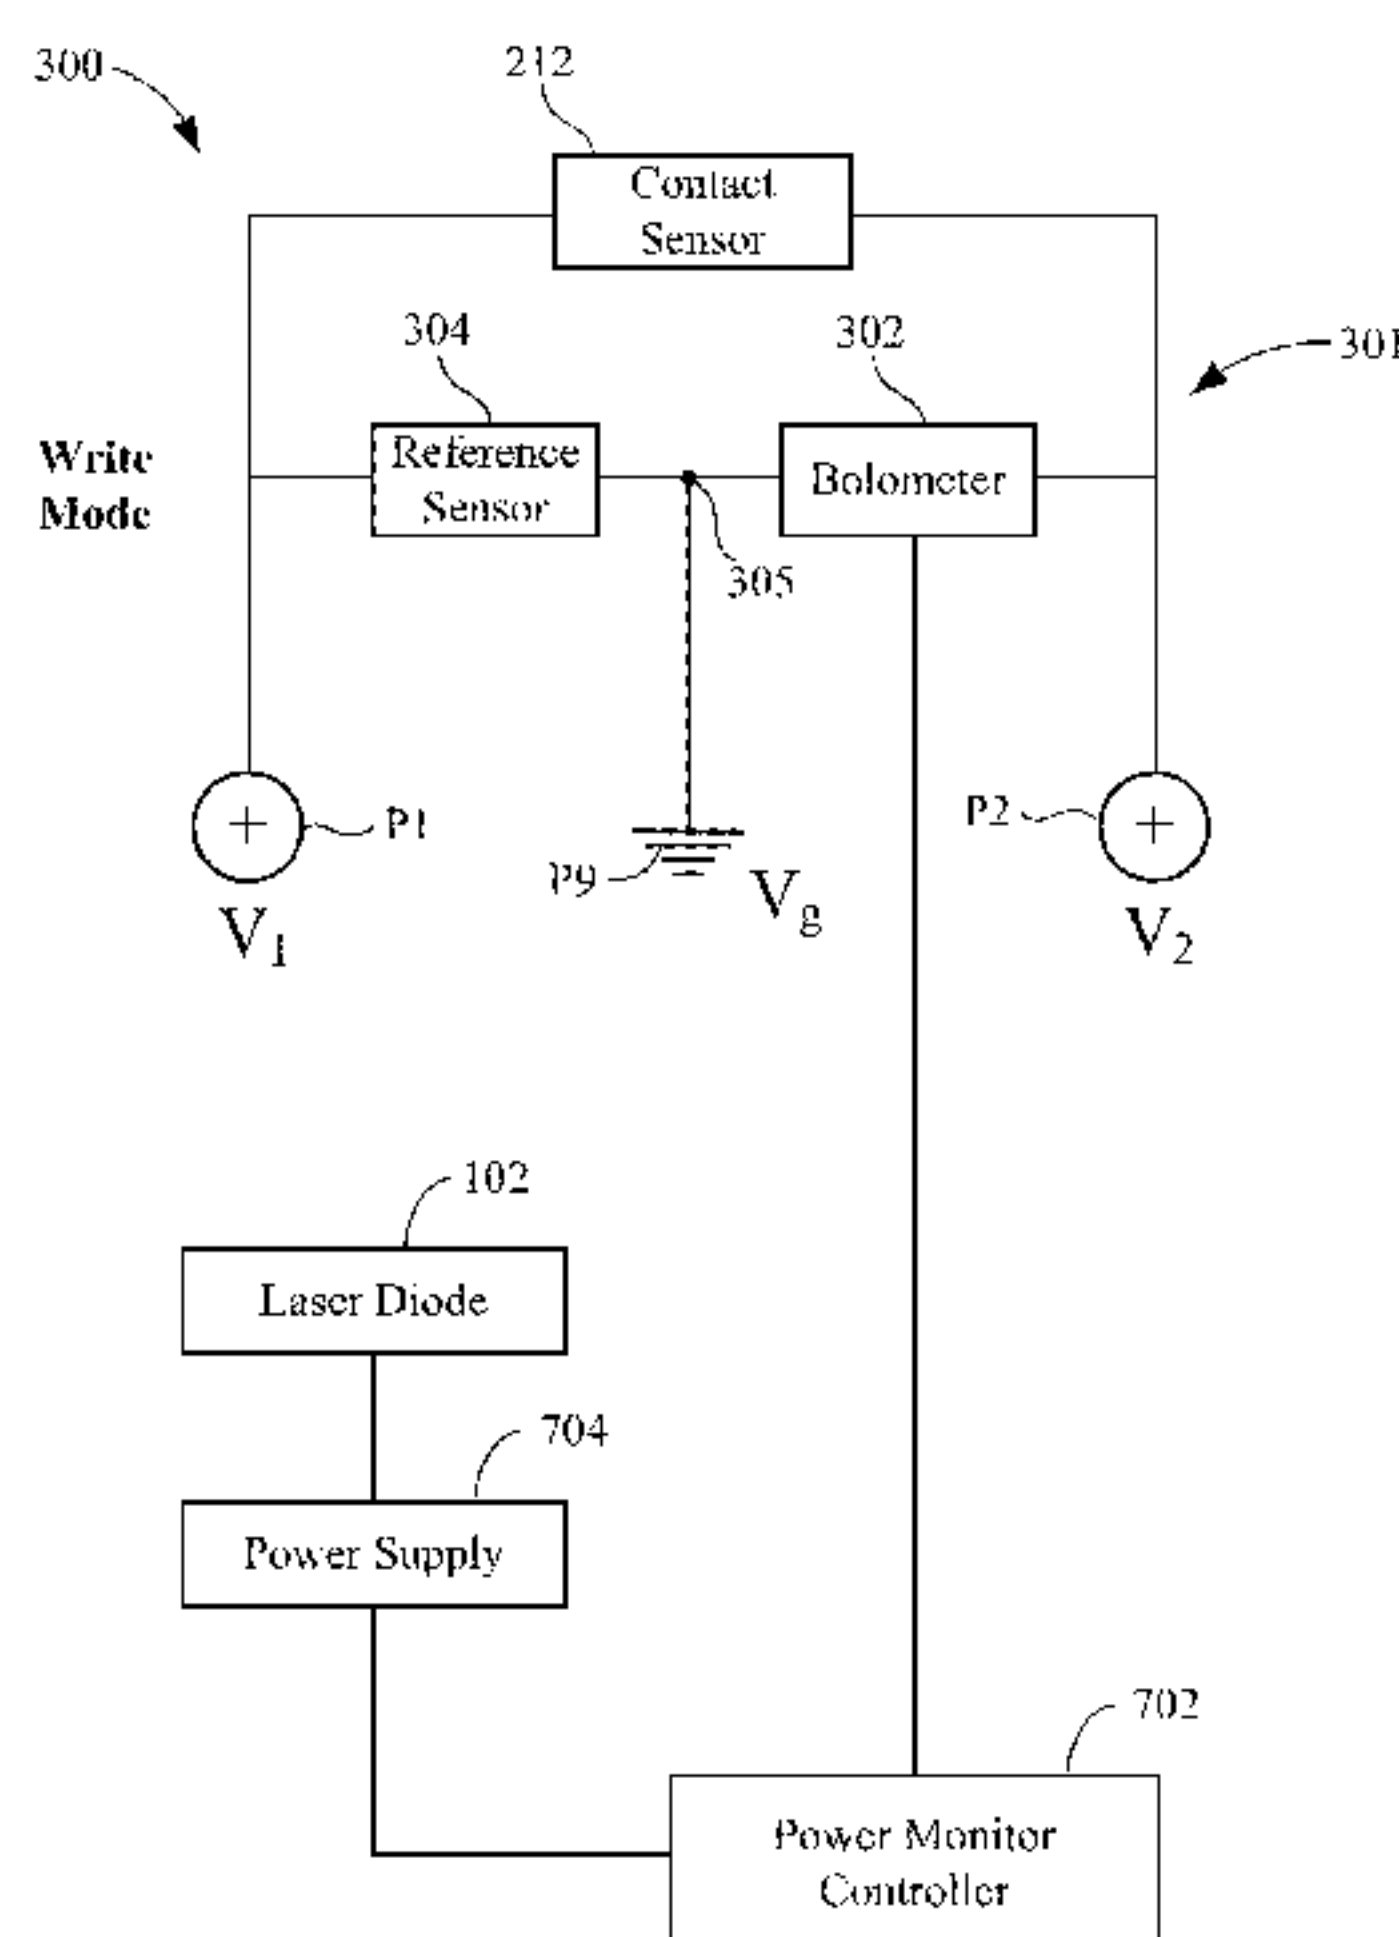 300
212
Contact
Sensor
304
302
301
Write
Mode
Reference
Sensor
Bolometer
305
P1
P9
Vg
P2
V1
V2
102
Laser Diode
704
Power Supply
702
Power Monitor
Controller